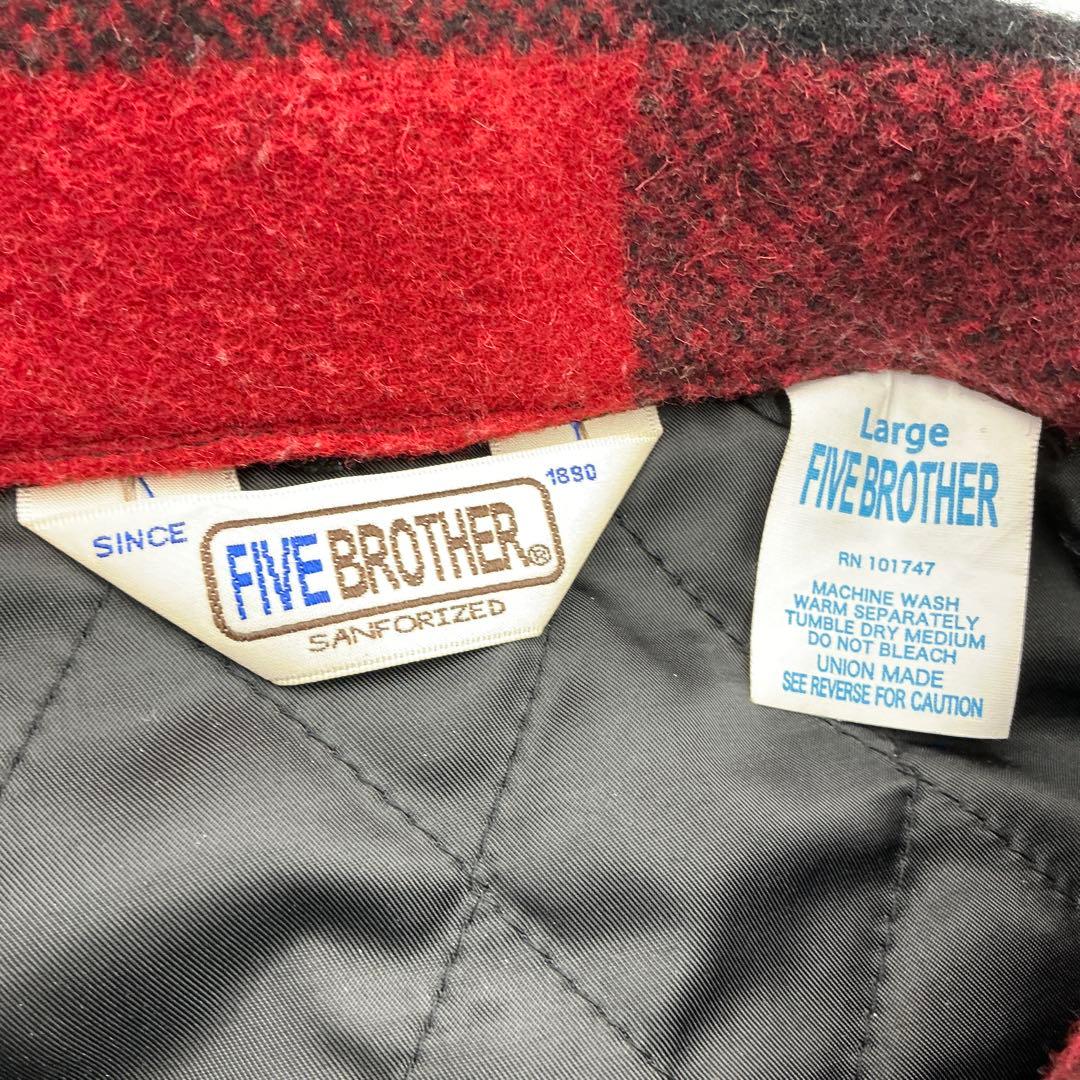 SINCE
1890
FIVE BROTHER®
SANFORIZED
Large
FIVE BROTHER
RN 101747
MACHINE WASH
WARM SEPARATELY
TUMBLE DRY MEDIUM
DO NOT BLEACH
UNION MADE
SEE REVERSE FOR CAUTION